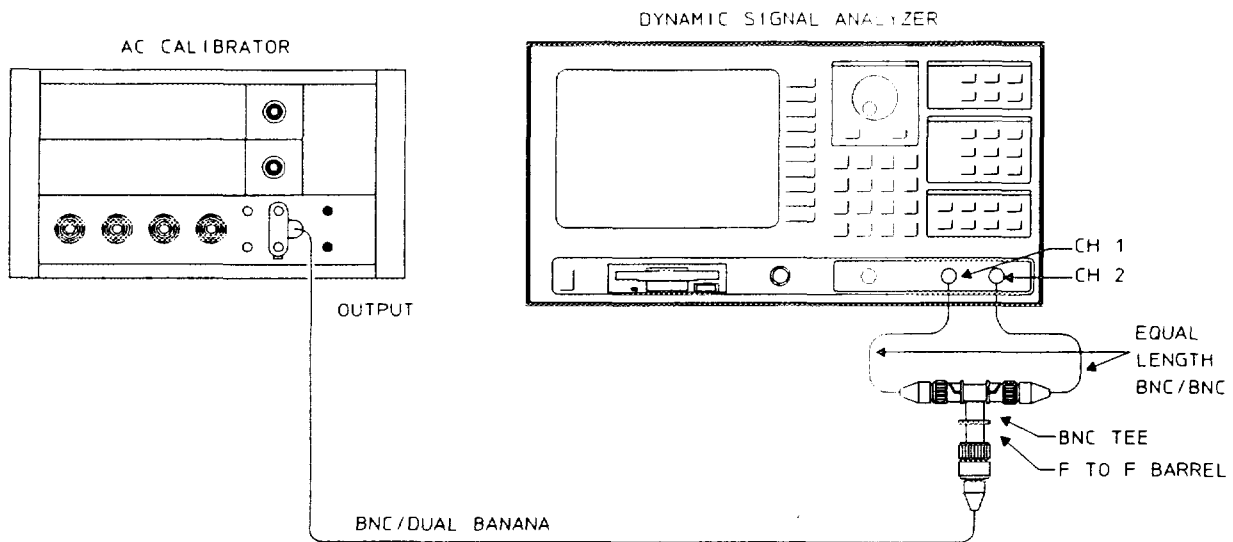 DYNAMIC SIGNAL ANALYZER
AC CALIBRATOR
CH 1
CH 2
OUTPUT
EQUAL
LENGTH
BNC/BNC
BNC TEE
F TO F BARREL
BNC/DUAL BANANA